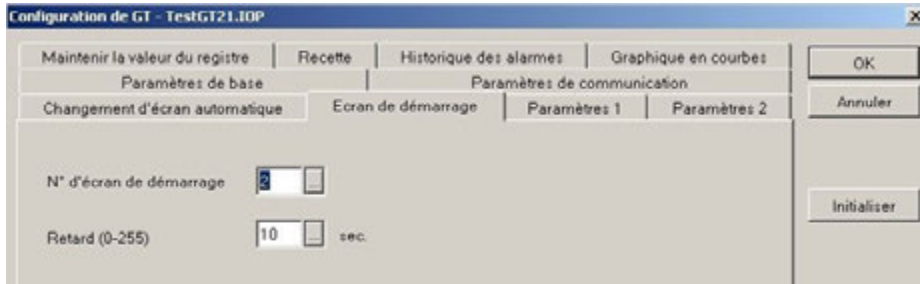 Configuration de GT - TestGT21.IOP
Maintenir la valeur du registre Recette Historique des alarmes Graphique en courbes
Paramètres de base Paramètres de communication
Changement d'écran automatique Ecran de démarrage Paramètres 1 Paramètres 2
OK
Annuler
Initialiser
N° d'écran de démarrage 2 ...
Retard (0-255) 10 ... sec.